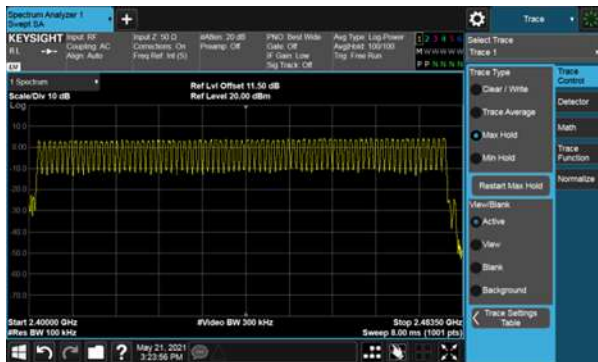 Spectrum Analyzer 1
Swept SA
+
Trace
KEYSIGHT Input: RF Input Z: 50 Ω #Atten: 20 dB PNO: Best Wide Avg Type: Log-Power 1 2 3 4 5 6
RL Coupling: AC Corrections: On Preamp: Off Gate: Off Avg|Hold: 100/100 M W W W W W
Align: Auto Freq Ref: Int (S) IF Gain: Low Trig: Free Run
Sig Track: Off P P N N N N
Select Trace
Trace 1
1 Spectrum
Scale/Div 10 dB
Ref Lvl Offset 11.50 dB
Ref Level 20.00 dBm
Log
10.0
0.00
-10.0
-20.0
-30.0
-40.0
-50.0
-60.0
-70.0
Start 2.40000 GHz
#Res BW 100 kHz
#Video BW 300 kHz
Stop 2.48350 GHz
Sweep 8.00 ms (1001 pts)
Trace Type
Clear / Write
Trace Average
Max Hold
Min Hold
Restart Max Hold
View/Blank
Active
View
Blank
Background
Trace Settings
Table
Trace
Control
Detector
Math
Trace
Function
Normalize
?
May 21, 2021
3:23:56 PM